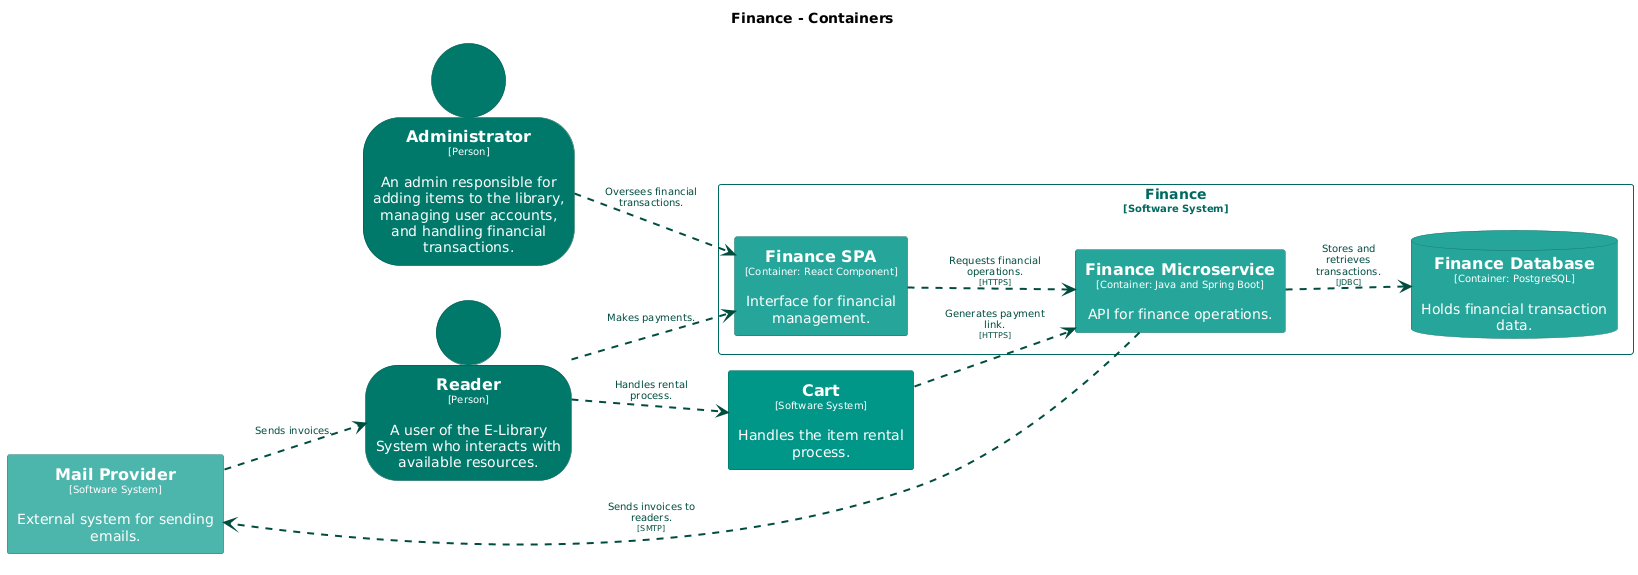 Finance - Containers
Administrator
[Person]
An admin responsible for
adding items to the library,
managing user accounts,
and handling financial
transactions.
Oversees financial
transactions.
Finance
[Software System]
Finance SPA
[Container: React Component]
Interface for financial
management.
Requests financial
operations.
[HTTPS]
Finance Microservice
[Container: Java and Spring Boot]
API for finance operations.
Stores and
retrieves
transactions.
[JDBC]
Finance Database
[Container: PostgreSQL]
Holds financial transaction
data.
Makes payments.
Generates payment
link.
[HTTPS]
Reader
[Person]
A user of the E-Library
System who interacts with
available resources.
Handles rental
process.
Cart
[Software System]
Handles the item rental
process.
Sends invoices.
Mail Provider
[Software System]
External system for sending
emails.
Sends invoices to
readers.
[SMTP]